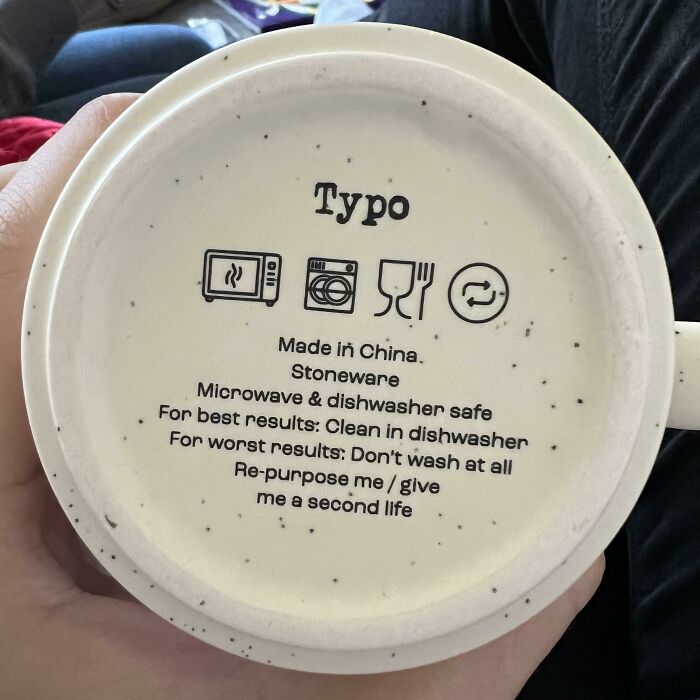 Typo
Made in China
Stoneware
Microwave & dishwasher safe
For best results: Clean in dishwasher
For worst results: Don't wash at all
Re-purpose me / give
me a second life